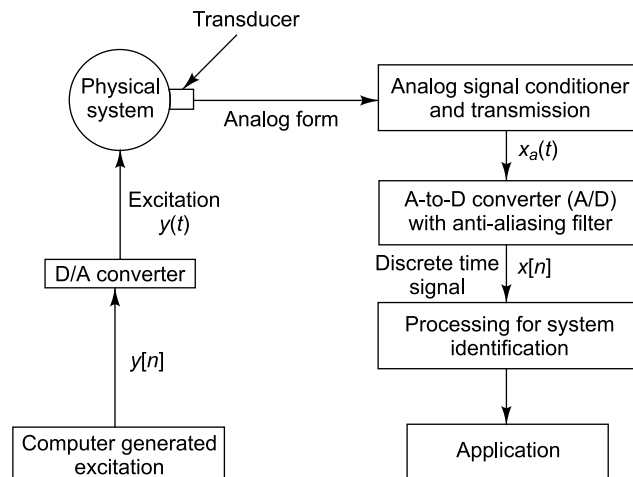 Transducer
Physical
system
Analog form
Analog signal conditioner
and transmission
xₐ(t)
Excitation
y(t)
A-to-D converter (A/D)
with anti-aliasing filter
D/A converter
Discrete time
signal
x[n]
Processing for system
identification
y[n]
Computer generated
excitation
Application